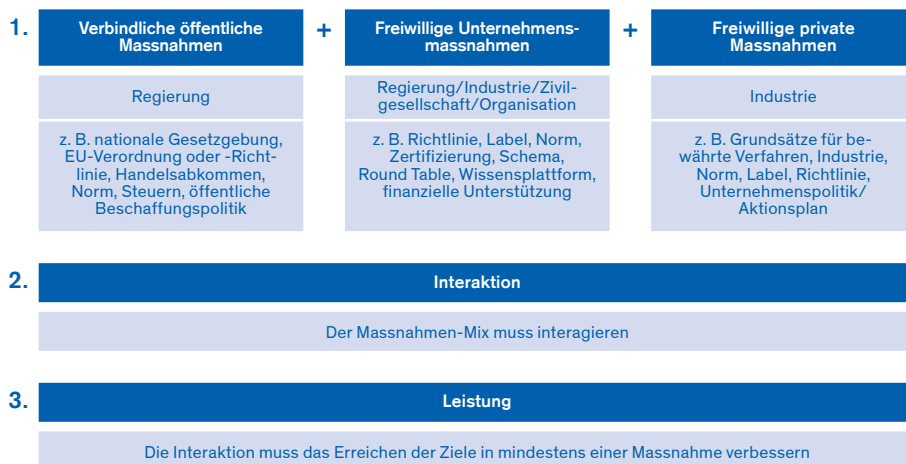 1.
Verbindliche öffentliche
Massnahmen
+
Freiwillige Unternehmens-
massnahmen
+
Freiwillige private
Massnahmen
Regierung
Regierung/Industrie/Zivil-
gesellschaft/Organisation
Industrie
z. B. nationale Gesetzgebung,
EU-Verordnung oder -Richt-
linie, Handelsabkommen,
Norm, Steuern, öffentliche
Beschaffungspolitik
z. B. Richtlinie, Label, Norm,
Zertifizierung, Schema,
Round Table, Wissensplattform,
finanzielle Unterstützung
z. B. Grundsätze für be-
währte Verfahren, Industrie,
Norm, Label, Richtlinie,
Unternehmenspolitik/
Aktionsplan
2.
Interaktion
Der Massnahmen-Mix muss interagieren
3.
Leistung
Die Interaktion muss das Erreichen der Ziele in mindestens einer Massnahme verbessern